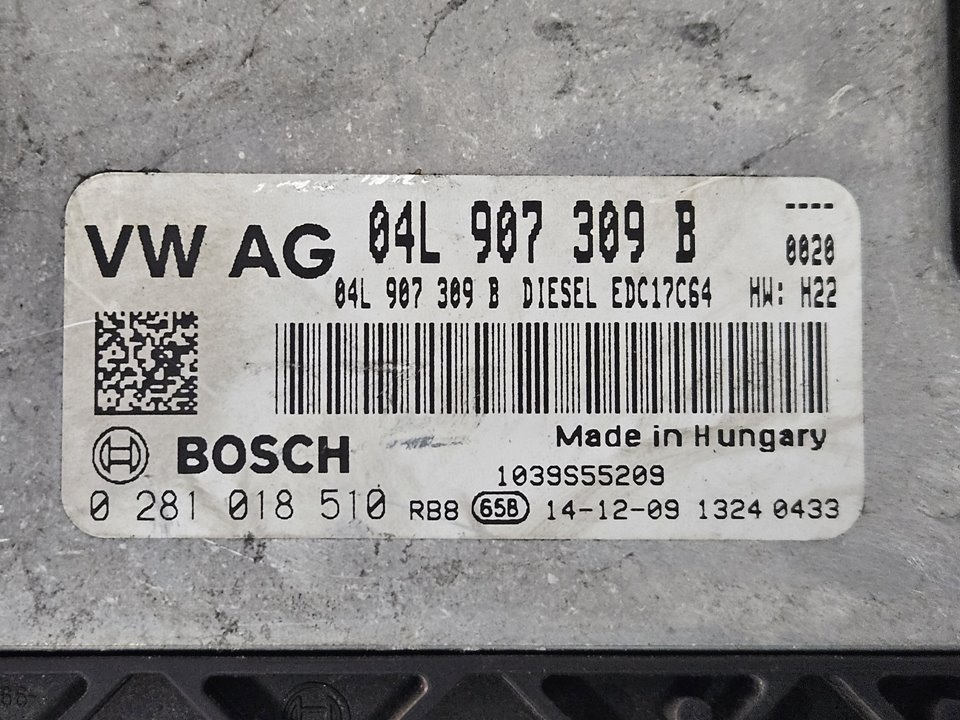 VW AG 04L 907 309 B ----
0020
04L 907 309 B DIESEL EDC17C64 HW: H22
Made in Hungary
BOSCH
1039S55209
0 281 018 510 RB8 65B 14-12-09 1324 0433